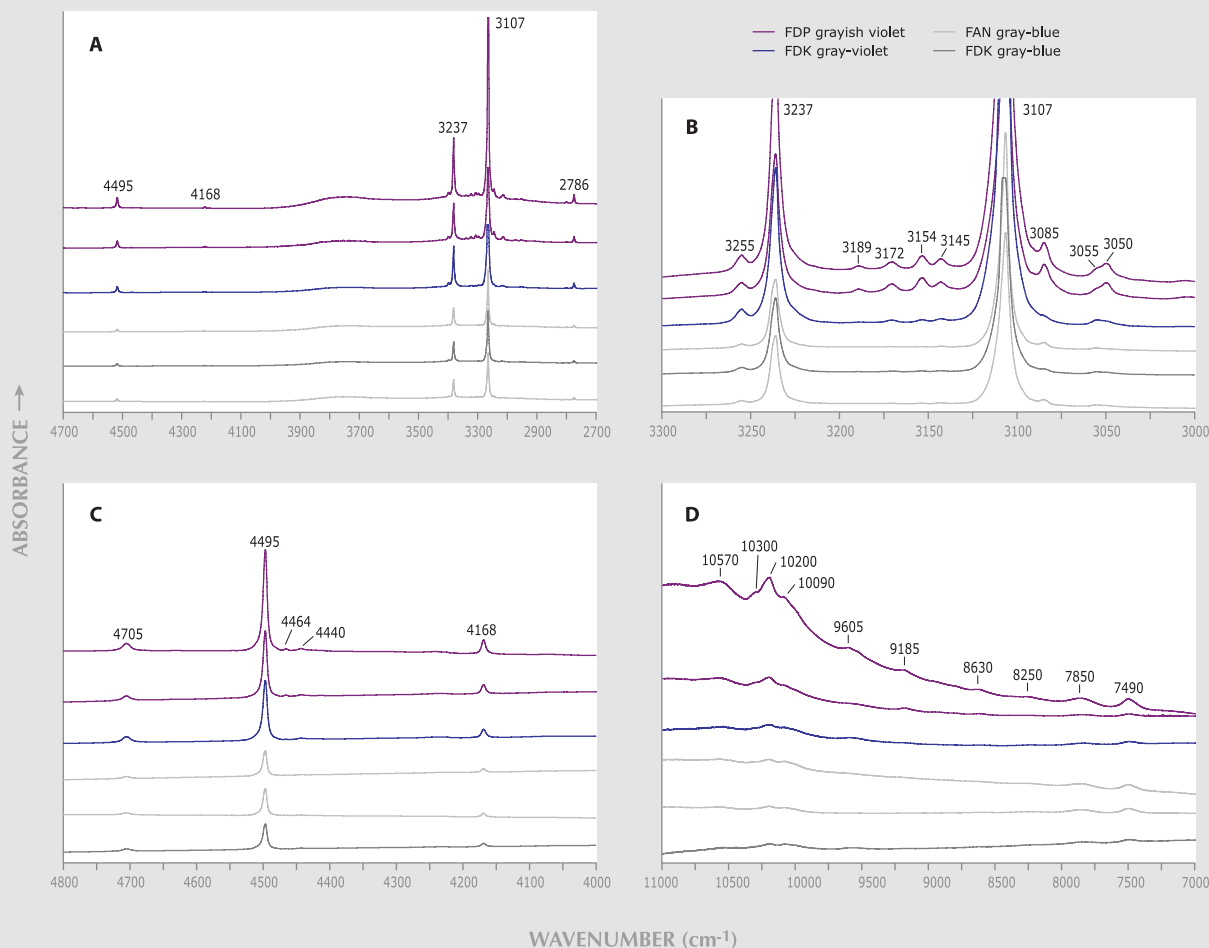 A
3107
3237
4495
4168
2786
4700 4500 4300 4100 3900 3700 3500 3300 3100 2900 2700
FDP grayish violet FAN gray-blue
FDK gray-violet FDK gray-blue
B
3237 3107
3255 3189 3172 3154 3145 3085 3055 3050
3300 3250 3200 3150 3100 3050 3000
ABSORBANCE →
C
4495
4705 4464 4440 4168
4800 4700 4600 4500 4400 4300 4200 4100 4000
D
10570 10300 10200 10090
9605 9185 8630 8250 7850 7490
11000 10500 10000 9500 9000 8500 8000 7500 7000
WAVENUMBER (cm⁻¹)